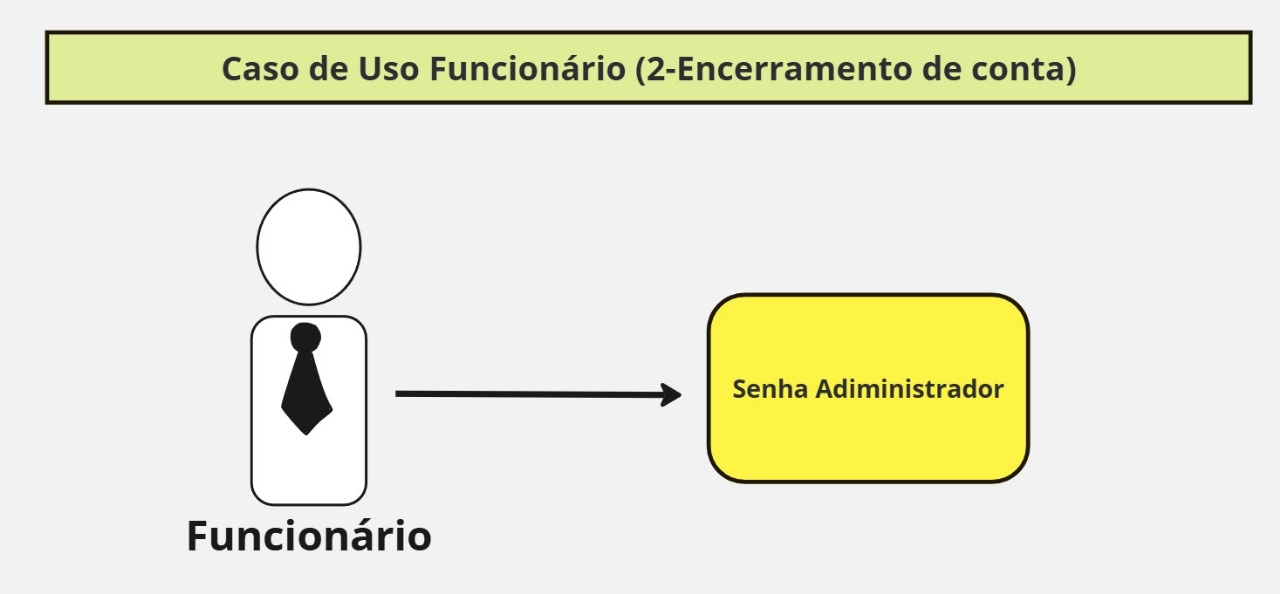 Caso de Uso Funcionário (2-Encerramento de conta)
Senha Adiministrador
Funcionário